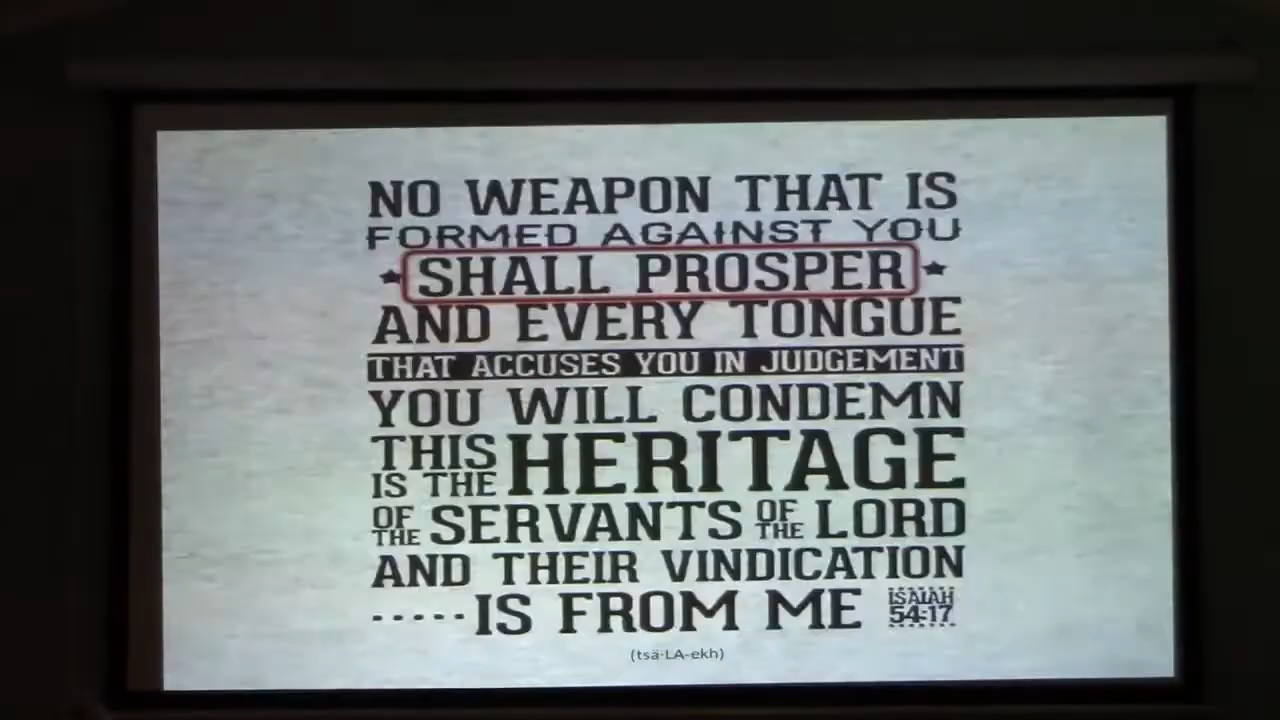 NO WEAPON THAT IS
FORMED AGAINST YOU
SHALL PROSPER
AND EVERY TONGUE
THAT ACCUSES YOU IN JUDGEMENT
YOU WILL CONDEMN
THIS IS THE HERITAGE
OF THE SERVANTS OF THE LORD
AND THEIR VINDICATION
IS FROM ME ISAIAH 54:17
(tsä·LA-ekh)